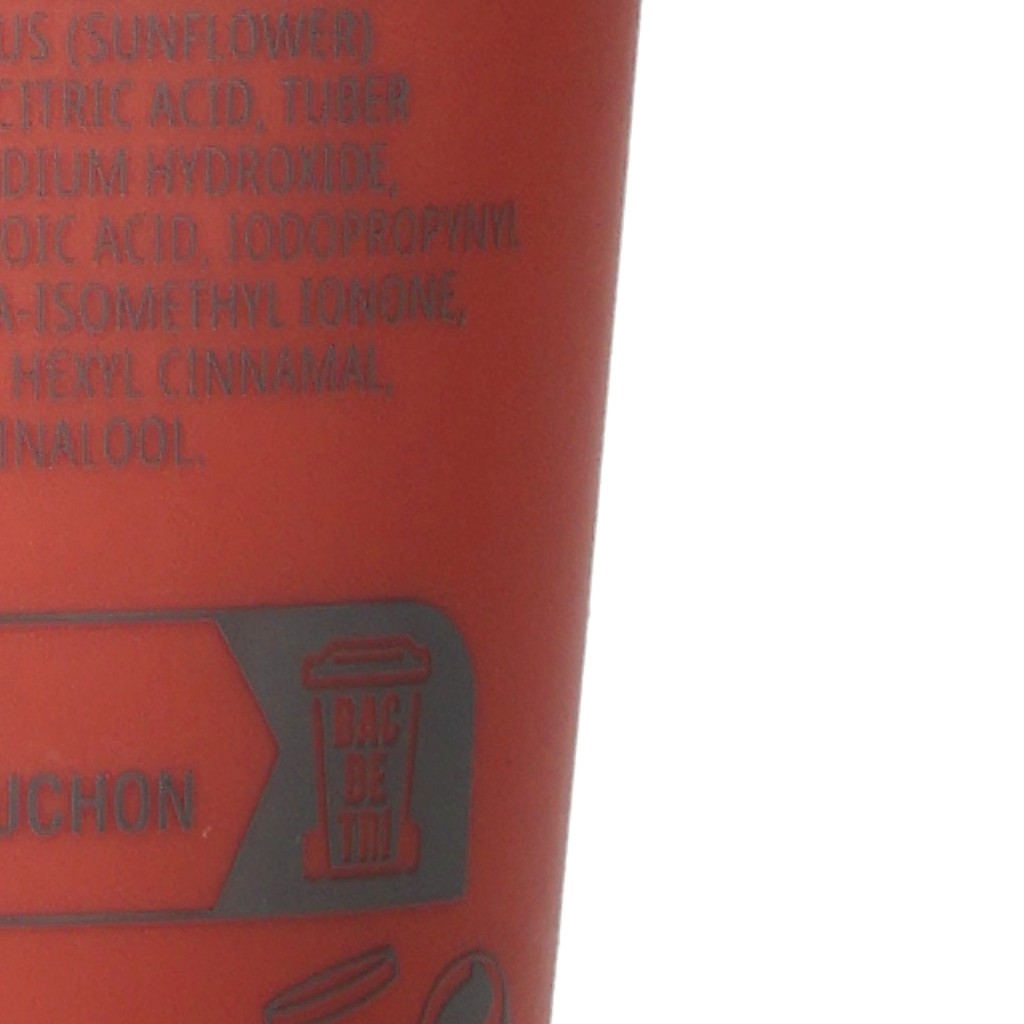 US (SUNFLOWER)
CITRIC ACID, TUBER
DIUM HYDROXIDE,
OIC ACID, IODOPROPYNYL
A-ISOMETHYL IONONE,
HEXYL CINNAMAL,
INALOOL.
UCHON
BAC
DE
TRI